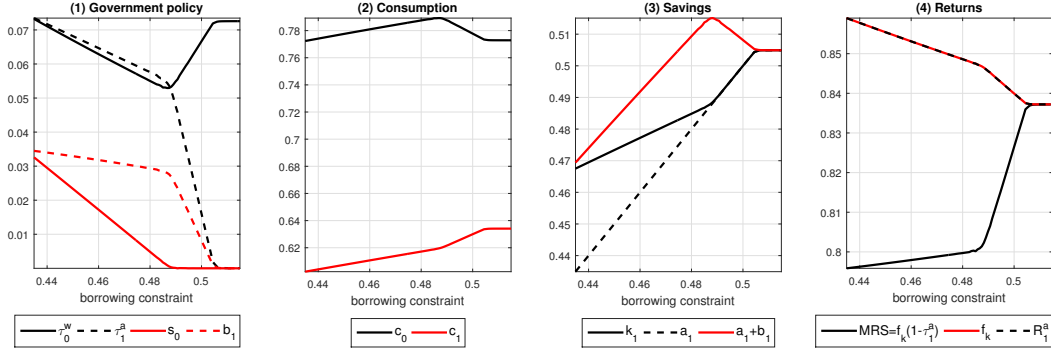 (1) Government policy
0.07
0.06
0.05
0.04
0.03
0.02
0.01
0.44 0.46 0.48 0.5
borrowing constraint
τ₀ʷ τ₁ᵃ s₀ b₁
(2) Consumption
0.78
0.76
0.74
0.72
0.7
0.68
0.66
0.64
0.62
0.44 0.46 0.48 0.5
borrowing constraint
c₀ c₁
(3) Savings
0.51
0.5
0.49
0.48
0.47
0.46
0.45
0.44
0.44 0.46 0.48 0.5
borrowing constraint
k₁ a₁ a₁+b₁
(4) Returns
0.85
0.84
0.83
0.82
0.81
0.8
0.44 0.46 0.48 0.5
borrowing constraint
MRS=fₖ(1-τ₁ᵃ) fₖ R₁ᵃ